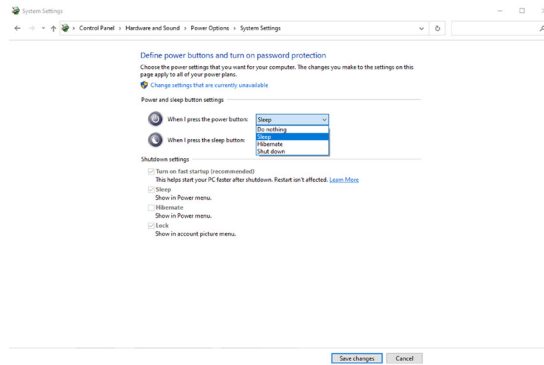 System Settings
Control Panel > Hardware and Sound > Power Options > System Settings
Define power buttons and turn on password protection
Choose the power settings that you want for your computer. The changes you make to the settings on this
page apply to all of your power plans.
Change settings that are currently unavailable
Power and sleep button settings
When I press the power button: Sleep
Do nothing
Sleep
Hibernate
Shut down
When I press the sleep button:
Shutdown settings
Turn on fast startup (recommended)
This helps start your PC faster after shutdown. Restart isn't affected. Learn More
Sleep
Show in Power menu.
Hibernate
Show in Power menu.
Lock
Show in account picture menu.
Save changes Cancel